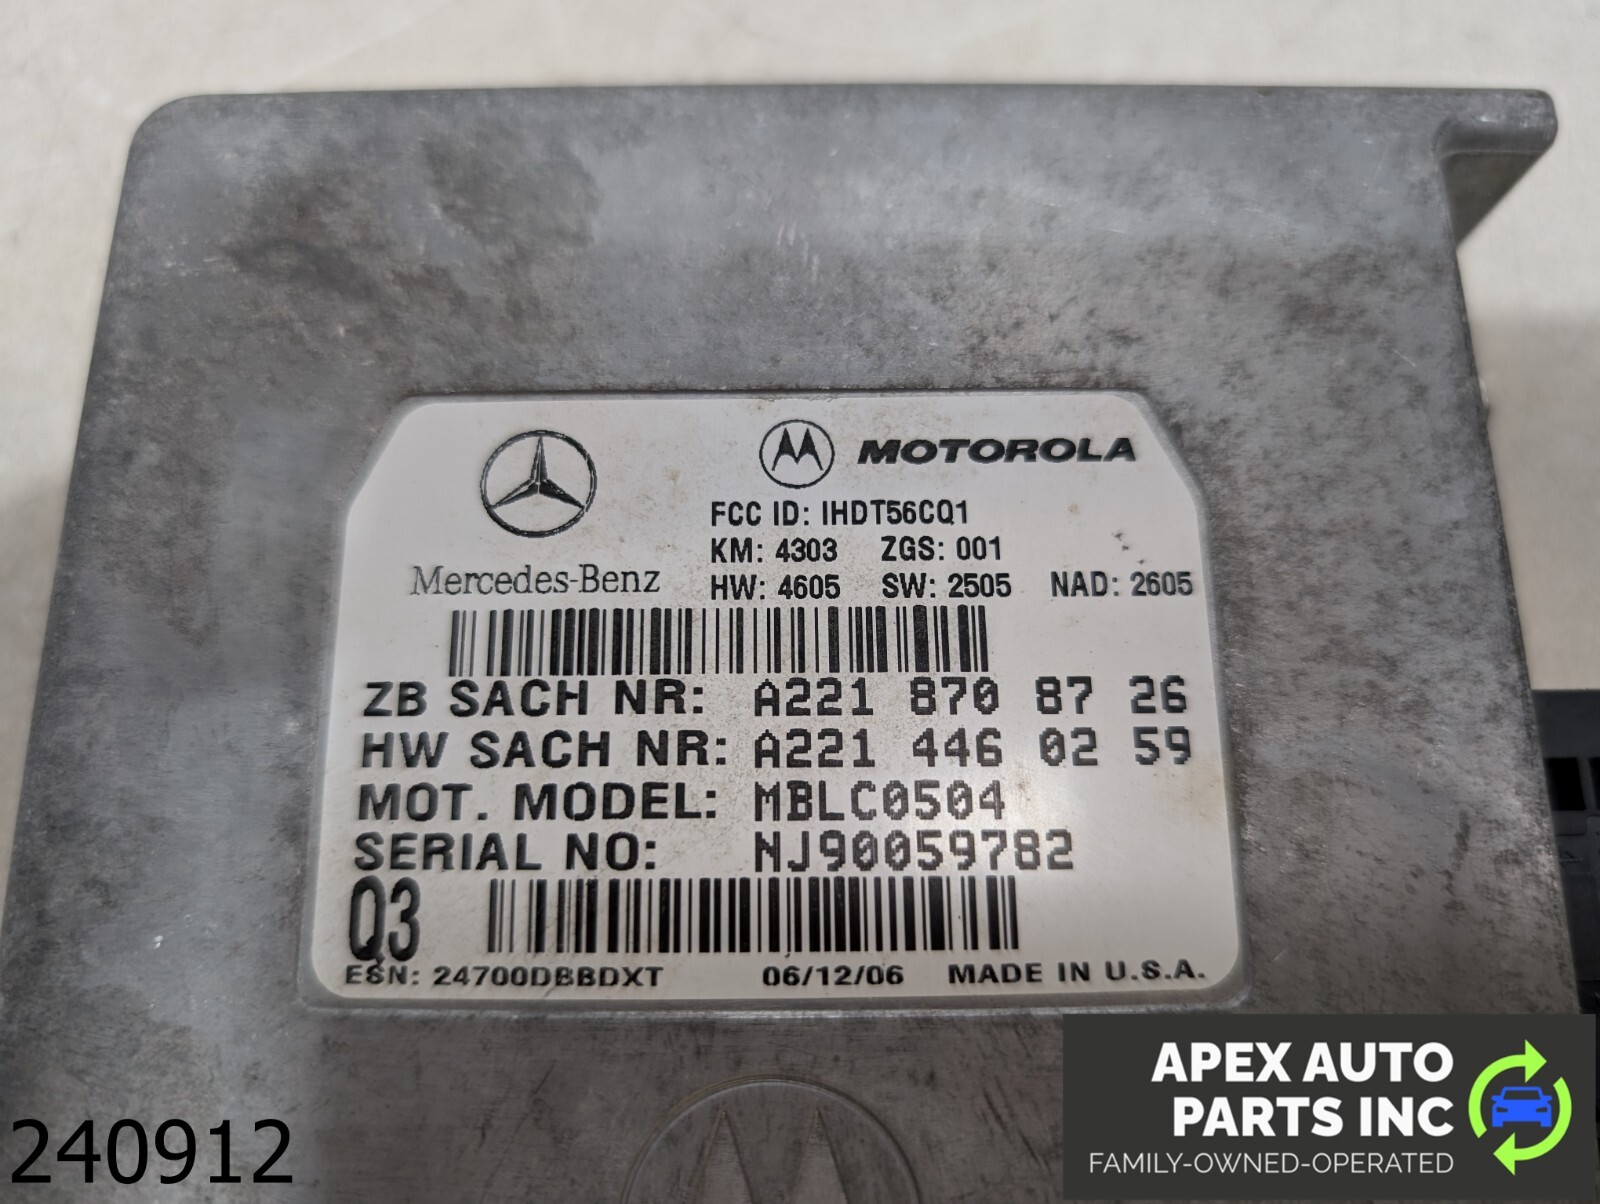 MOTOROLA
Mercedes-Benz
FCC ID: IHDT56CQ1
KM: 4303 ZGS: 001
HW: 4605 SW: 2505 NAD: 2605
ZB SACH NR: A221 870 87 26
HW SACH NR: A221 446 02 59
MOT. MODEL: MBLC0504
SERIAL NO: NJ90059782
Q3
ESN: 24700DBBDXT 06/12/06 MADE IN U.S.A.
240912
APEX AUTO
PARTS INC
FAMILY-OWNED-OPERATED